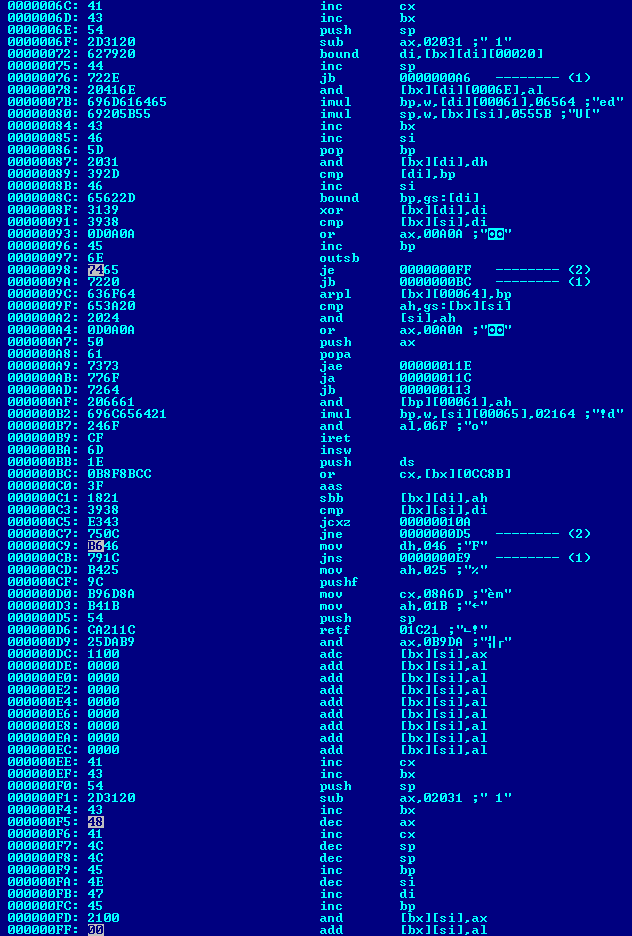 0000006C: 41 inc cx
0000006D: 43 inc bx
0000006E: 54 push sp
0000006F: 2D3120 sub ax,02031 ;" 1"
00000072: 627920 bound di,[bx][di][00020]
00000075: 44 inc sp
00000076: 722E jb 0000000A6 -------- (1)
00000078: 20416E and [bx][di][0006E],al
0000007B: 696D616465 imul bp,w,[di][00061],06564 ;"ed"
00000080: 69205B55 imul sp,w,[bx][si],0555B ;"U["
00000084: 43 inc bx
00000085: 46 inc si
00000086: 5D pop bp
00000087: 2031 and [bx][di],dh
00000089: 392D cmp [di],bp
0000008B: 46 inc si
0000008C: 65622D bound bp,gs:[di]
0000008F: 3139 xor [bx][di],di
00000091: 3938 cmp [bx][si],di
00000093: 0D0A0A or ax,00A0A ;"◙◙"
00000096: 45 inc bp
00000097: 6E outsb
00000098: 7465 je 0000000FF -------- (2)
0000009A: 7220 jb 0000000BC -------- (1)
0000009C: 636F64 arpl [bx][00064],bp
0000009F: 653A20 cmp ah,gs:[bx][si]
000000A2: 2024 and [si],ah
000000A4: 0D0A0A or ax,00A0A ;"◙◙"
000000A7: 50 push ax
000000A8: 61 popa
000000A9: 7373 jae 00000011E
000000AB: 776F ja 00000011C
000000AD: 7264 jb 000000113
000000AF: 206661 and [bp][00061],ah
000000B2: 696C656421 imul bp,w,[si][00065],02164 ;"!d"
000000B7: 246F and al,06F ;"o"
000000B9: CF iret
000000BA: 6D insw
000000BB: 1E push ds
000000BC: 0B8F8BCC or cx,[bx][0CC8B]
000000C0: 3F aas
000000C1: 1821 sbb [bx][di],ah
000000C3: 3938 cmp [bx][si],di
000000C5: E343 jcxz 00000010A
000000C7: 750C jne 0000000D5 -------- (2)
000000C9: B646 mov dh,046 ;"F"
000000CB: 791C jns 0000000E9 -------- (1)
000000CD: B425 mov ah,025 ;"%"
000000CF: 9C pushf
000000D0: B96D8A mov cx,08A6D ;"èm"
000000D3: B41B mov ah,01B ;"←"
000000D5: 54 push sp
000000D6: CA211C retf 01C21 ;"∟!"
000000D9: 25DAB9 and ax,0B9DA ;"╣┌"
000000DC: 1100 adc [bx][si],ax
000000DE: 0000 add [bx][si],al
000000E0: 0000 add [bx][si],al
000000E2: 0000 add [bx][si],al
000000E4: 0000 add [bx][si],al
000000E6: 0000 add [bx][si],al
000000E8: 0000 add [bx][si],al
000000EA: 0000 add [bx][si],al
000000EC: 0000 add [bx][si],al
000000EE: 41 inc cx
000000EF: 43 inc bx
000000F0: 54 push sp
000000F1: 2D3120 sub ax,02031 ;" 1"
000000F4: 43 inc bx
000000F5: 48 dec ax
000000F6: 41 inc cx
000000F7: 4C dec sp
000000F8: 4C dec sp
000000F9: 45 inc bp
000000FA: 4E dec si
000000FB: 47 inc di
000000FC: 45 inc bp
000000FD: 2100 and [bx][si],ax
000000FF: 00 add [bx][si],al